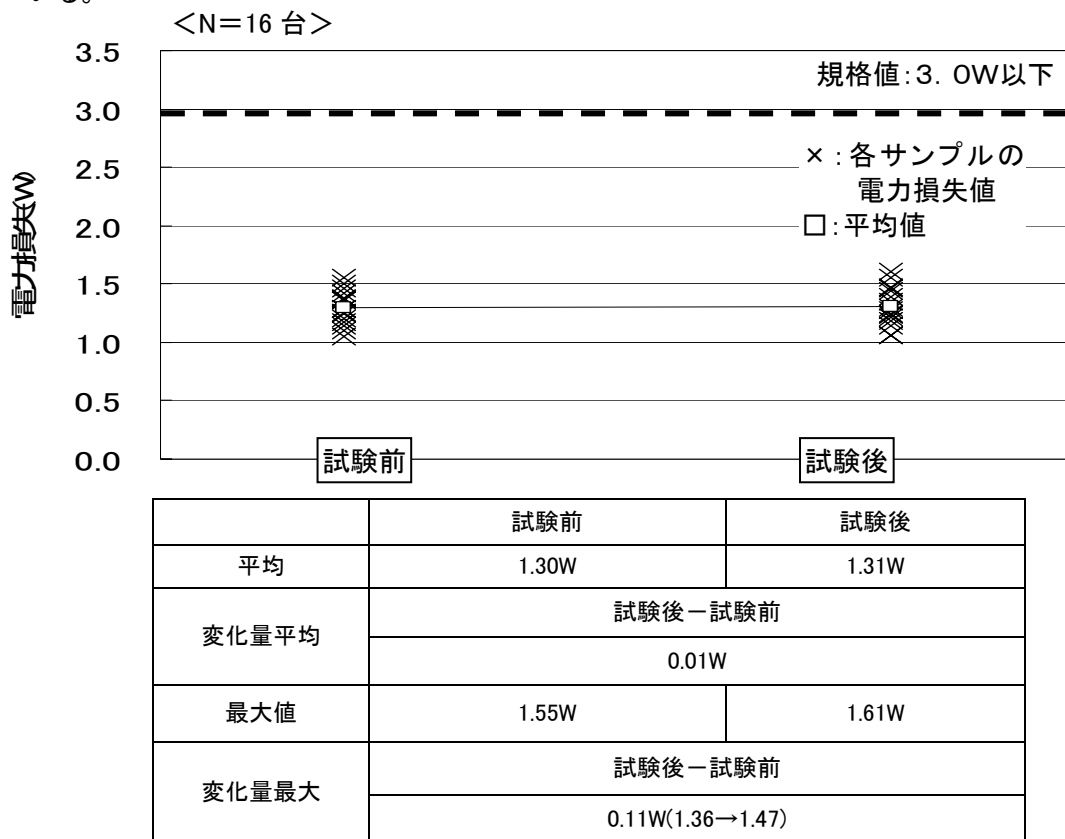 いる。
＜N＝16 台＞
3.5
3.0
2.5
2.0
1.5
1.0
0.5
0.0
電力損失(W)
規格値：3．0W以下
×：各サンプルの
電力損失値
□：平均値
試験前 試験後
試験前 試験後
平均 1.30W 1.31W
変化量平均 試験後－試験前
0.01W
最大値 1.55W 1.61W
変化量最大 試験後－試験前
0.11W(1.36→1.47)